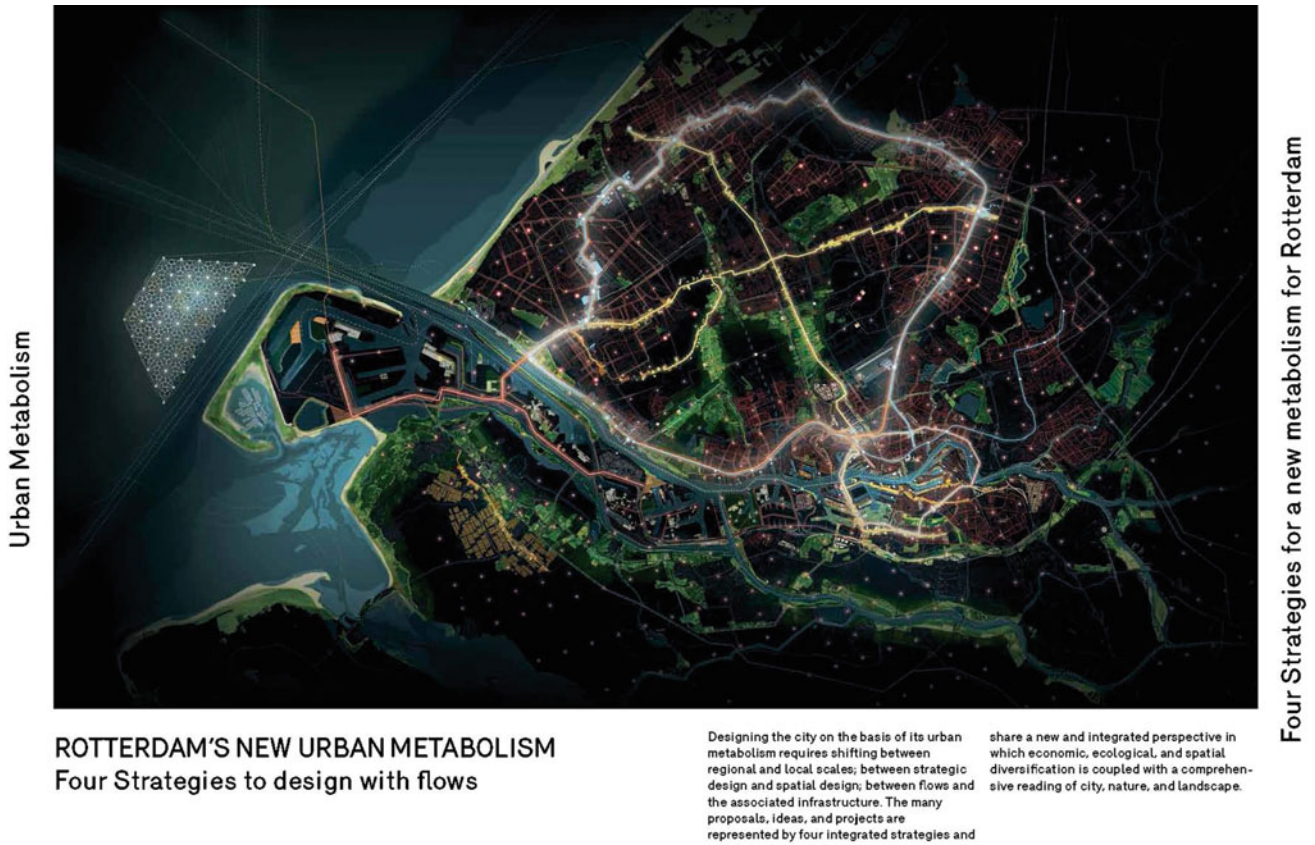 Urban Metabolism
Four Strategies for a new metabolism for Rotterdam
ROTTERDAM'S NEW URBAN METABOLISM
Four Strategies to design with flows
Designing the city on the basis of its urban
metabolism requires shifting between
regional and local scales; between strategic
design and spatial design; between flows and
the associated infrastructure. The many
proposals, ideas, and projects are
represented by four integrated strategies and
share a new and integrated perspective in
which economic, ecological, and spatial
diversification is coupled with a comprehen-
sive reading of city, nature, and landscape.